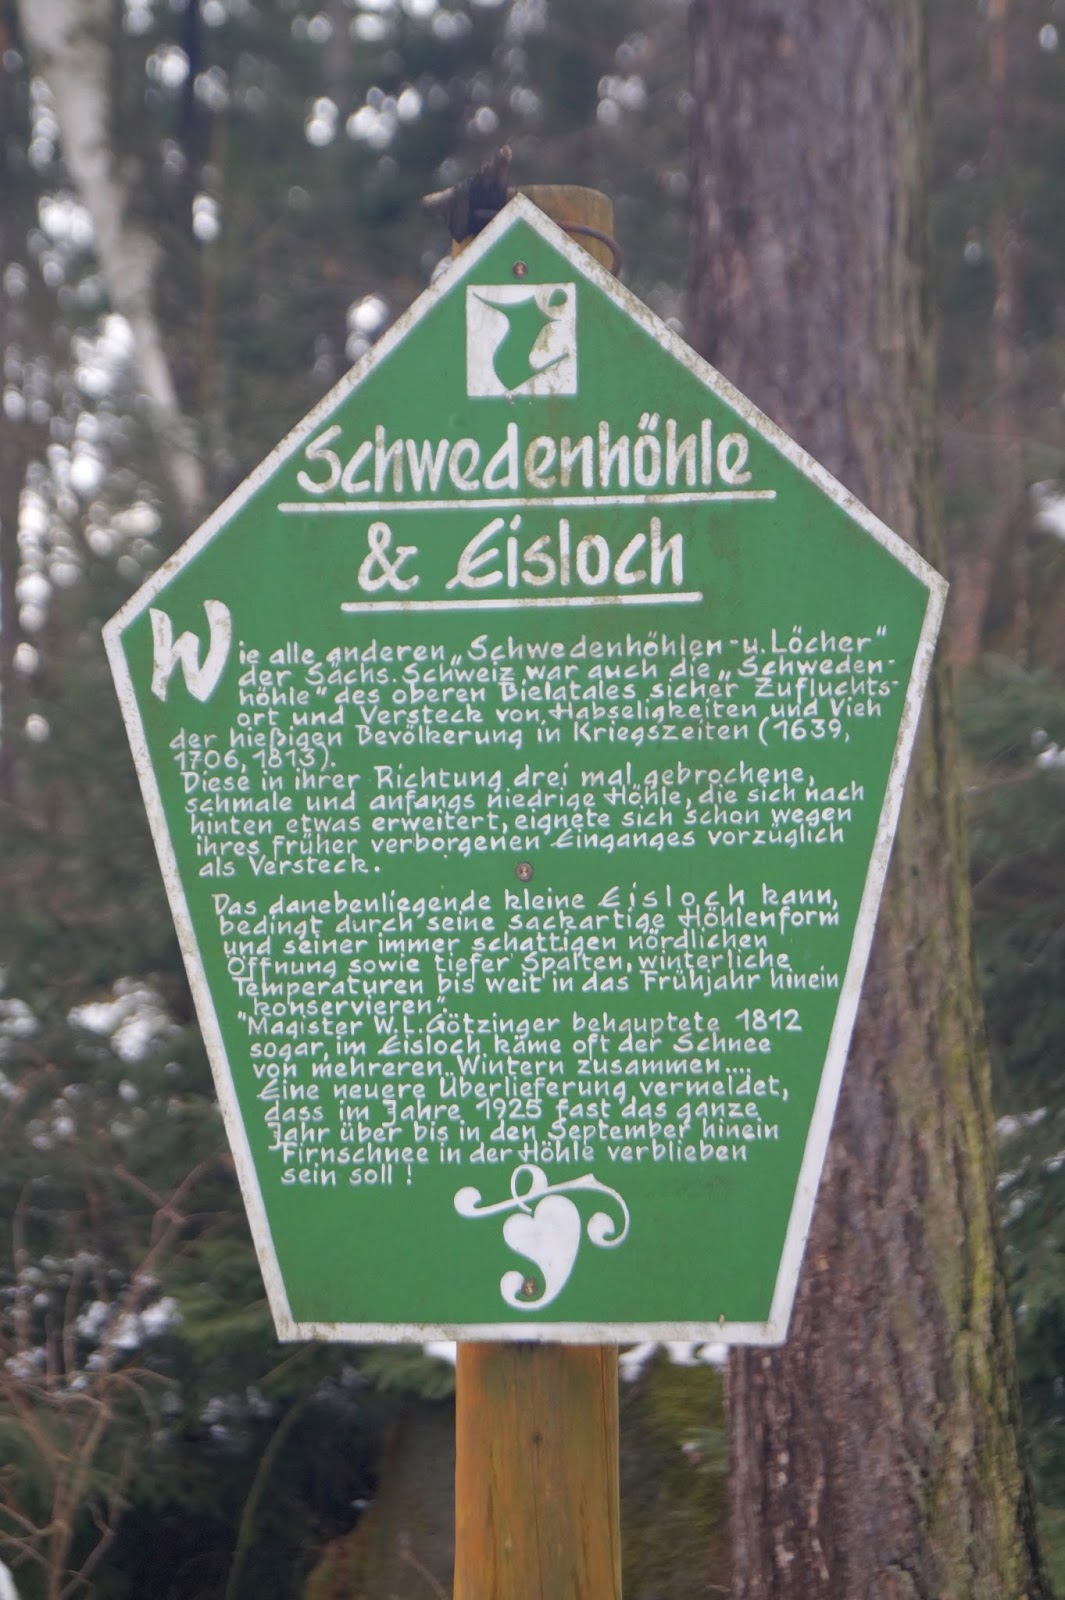 Schwedenhöhle
& Eisloch
Wie alle anderen „Schwedenhöhlen- u. Löcher"
der Sächs. Schweiz war auch die „Schweden-
höhle" des oberen Bielatales sicher Zufluchts-
ort und Versteck von Habseligkeiten und Vieh
der hießigen Bevölkerung in Kriegszeiten (1639,
1706, 1813).
Diese in ihrer Richtung drei mal gebrochene,
schmale und anfangs niedrige Höhle, die sich nach
hinten etwas erweitert, eignete sich schon wegen
ihres früher verborgenen Einganges vorzüglich
als Versteck.
Das danebenliegende kleine Eisloch kann,
bedingt durch seine sackartige Höhlenform
und seiner immer schattigen nördlichen
Öffnung sowie tiefer Spalten, winterliche
Temperaturen bis weit in das Frühjahr hinein
„konservieren".
"Magister W. L. Götzinger behauptete 1812
sogar, im Eisloch käme oft der Schnee
von mehreren Wintern zusammen....
Eine neuere Überlieferung vermeldet,
dass im Jahre 1925 fast das ganze
Jahr über bis in den September hinein
Firnschnee in der Höhle verblieben
sein soll !